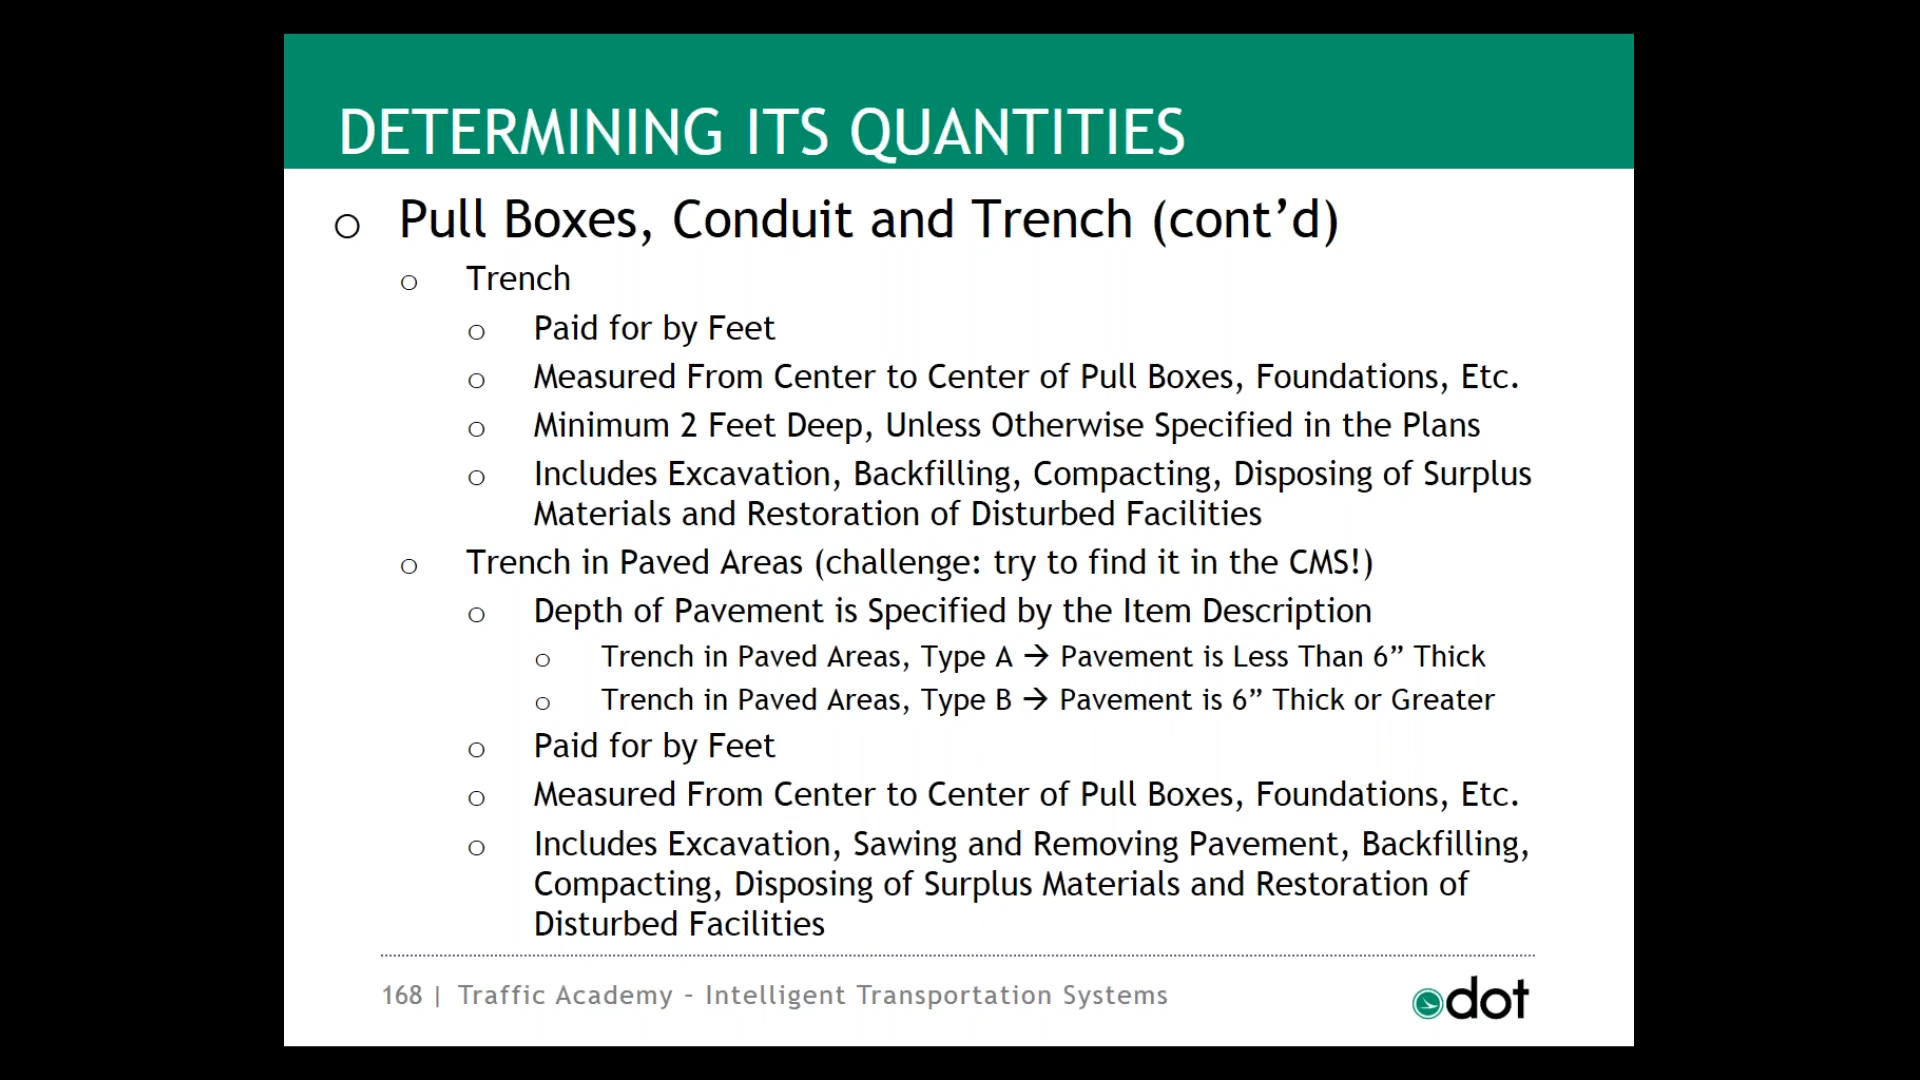 DETERMINING ITS QUANTITIES
o Pull Boxes, Conduit and Trench (cont’d)
o Trench
o Paid for by Feet
o Measured From Center to Center of Pull Boxes, Foundations, Etc.
o Minimum 2 Feet Deep, Unless Otherwise Specified in the Plans
o Includes Excavation, Backfilling, Compacting, Disposing of Surplus
Materials and Restoration of Disturbed Facilities
o Trench in Paved Areas (challenge: try to find it in the CMS!)
o Depth of Pavement is Specified by the Item Description
o Trench in Paved Areas, Type A → Pavement is Less Than 6” Thick
o Trench in Paved Areas, Type B → Pavement is 6” Thick or Greater
o Paid for by Feet
o Measured From Center to Center of Pull Boxes, Foundations, Etc.
o Includes Excavation, Sawing and Removing Pavement, Backfilling,
Compacting, Disposing of Surplus Materials and Restoration of
Disturbed Facilities
168 | Traffic Academy – Intelligent Transportation Systems
odot